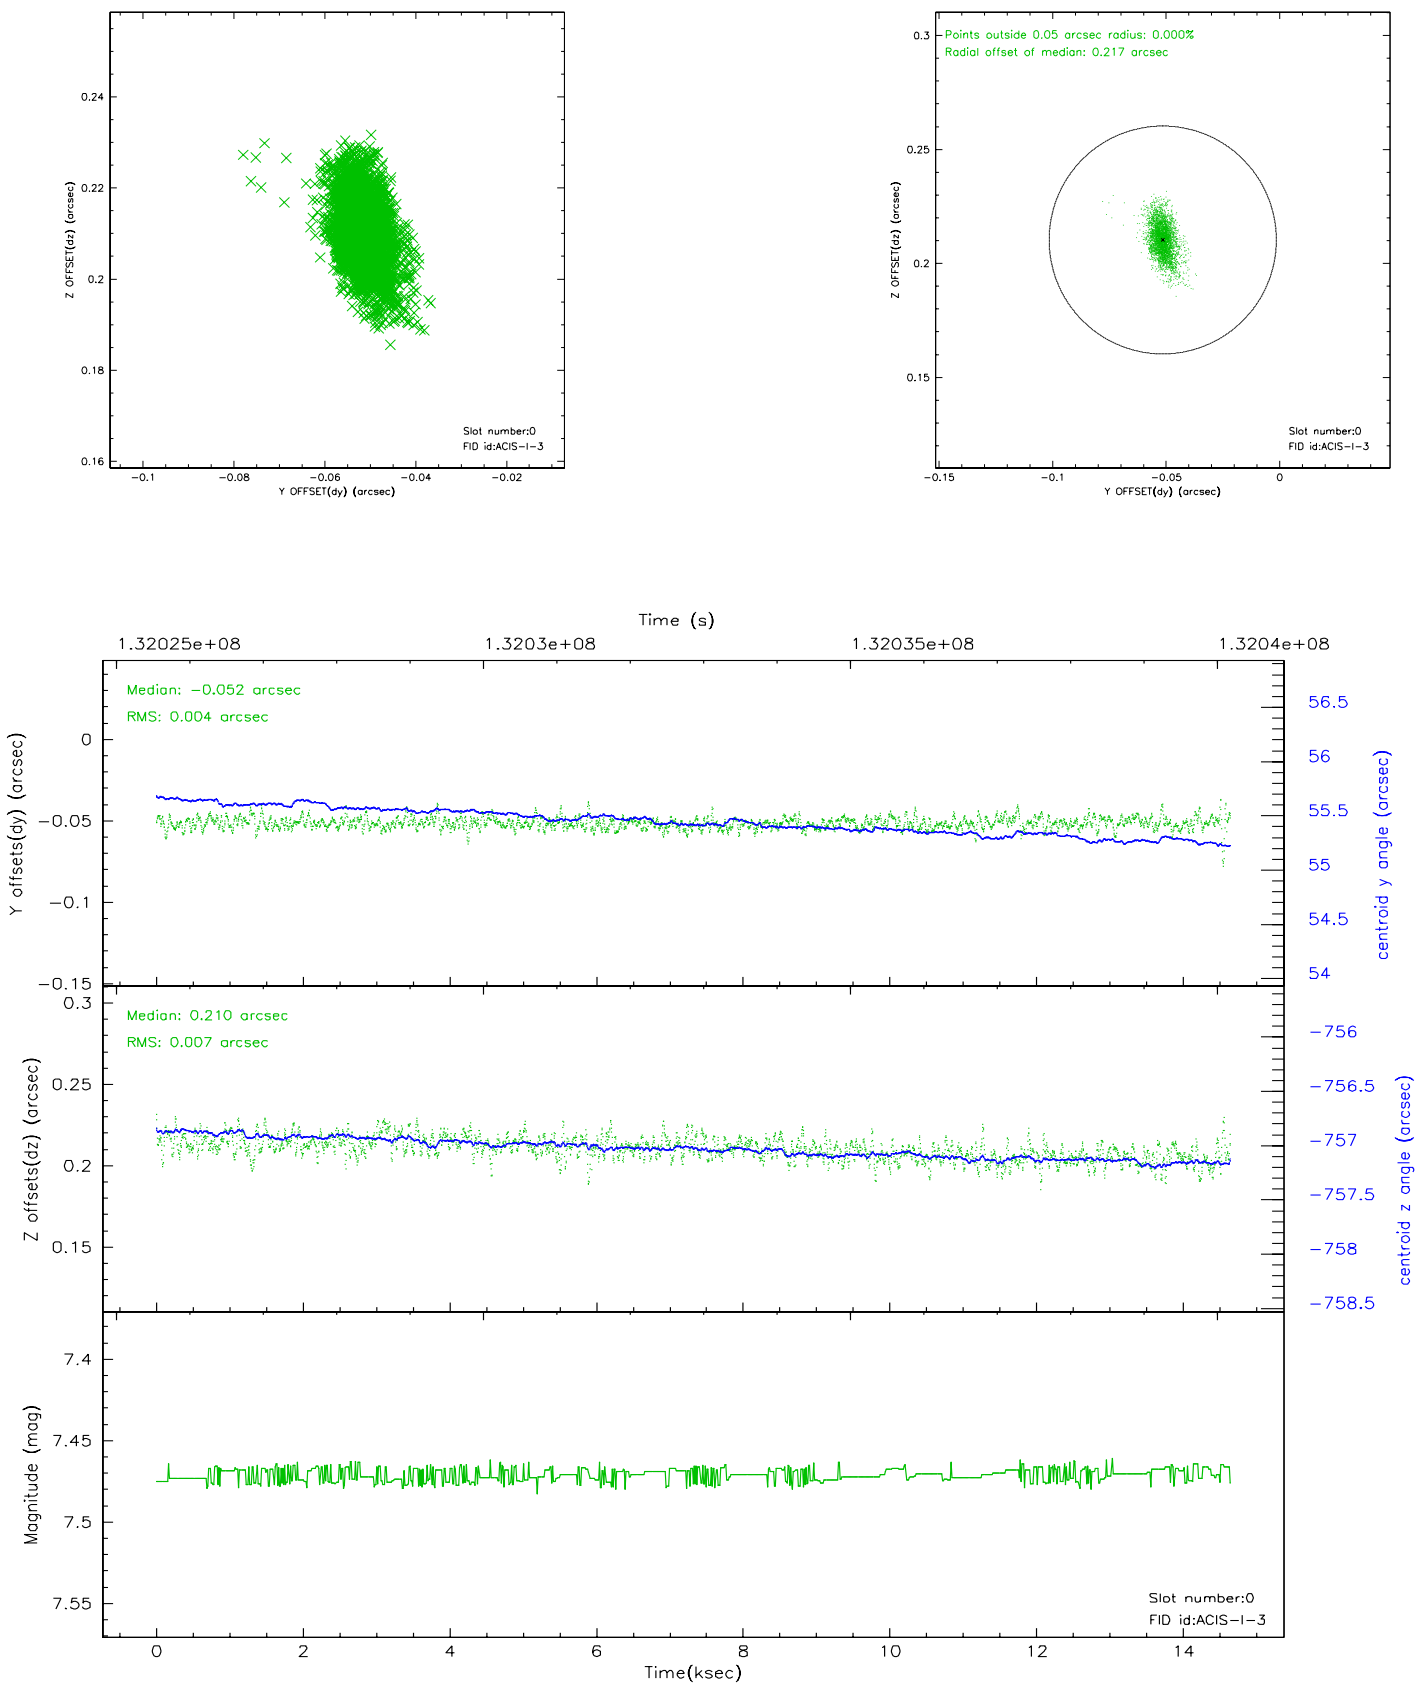 0.24
0.22
0.2
0.18
0.16
Z OFFSET(dz) (arcsec)
−0.1
−0.08
−0.06
−0.04
−0.02
Y OFFSET(dy) (arcsec)
Slot number:0
FID id:ACIS−I−3
Points outside 0.05 arcsec radius: 0.000%
Radial offset of median: 0.217 arcsec
0.3
0.25
0.2
0.15
Z OFFSET(dz) (arcsec)
−0.15
−0.1
−0.05
0
Y OFFSET(dy) (arcsec)
Slot number:0
FID id:ACIS−I−3
Time (s)
1.32025e+08
1.3203e+08
1.32035e+08
1.3204e+08
Median: −0.052 arcsec
RMS: 0.004 arcsec
0
−0.05
−0.1
−0.15
Y offsets(dy) (arcsec)
56.5
56
55.5
55
54.5
54
centroid y angle (arcsec)
Median: 0.210 arcsec
RMS: 0.007 arcsec
0.3
0.25
0.2
0.15
Z offsets(dz) (arcsec)
−756
−756.5
−757
−757.5
−758
−758.5
centroid z angle (arcsec)
7.4
7.45
7.5
7.55
Magnitude (mag)
Slot number:0
FID id:ACIS−I−3
0
2
4
6
8
10
12
14
Time(ksec)